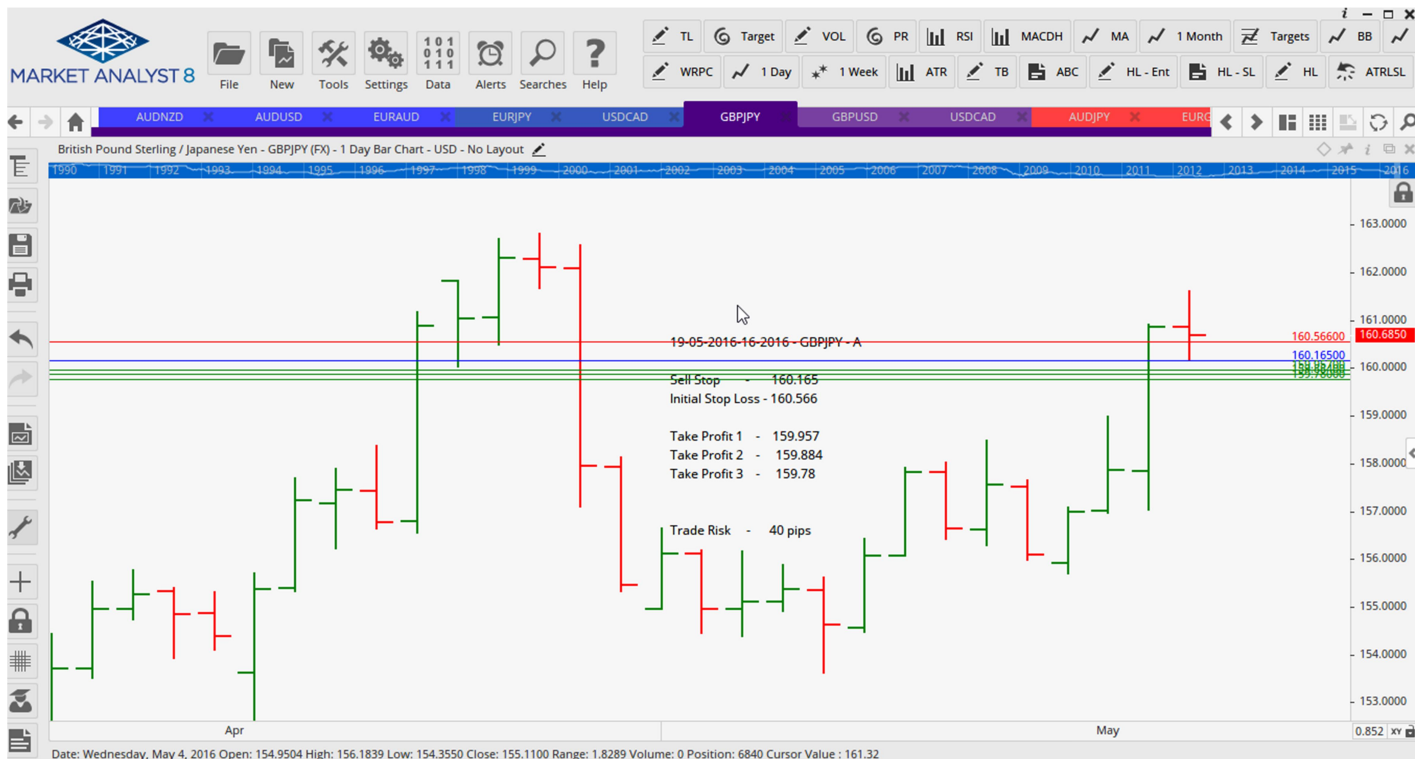 MARKET ANALYST 8
File New Tools Settings Data Alerts Searches Help
TL Target VOL PR RSI MACDH MA 1 Month Targets BB
WRPC 1 Day 1 Week ATR TB ABC HL - Ent HL - SL HL ATRLSL
AUDNZD AUDUSD EURAUD EURJPY USDCAD GBPJPY GBPUSD USDCAD AUDJPY EURG
British Pound Sterling / Japanese Yen - GBPJPY (FX) - 1 Day Bar Chart - USD - No Layout
1990 1991 1992 1993 1994 1995 1996 1997 1998 1999 2000 2001 2002 2003 2004 2005 2006 2007 2008 2009 2010 2011 2012 2013 2014 2015 2016
163.0000
162.0000
161.0000
160.56600 160.6850
160.16500
160.0000
159.78000
159.0000
158.0000
157.0000
156.0000
155.0000
154.0000
153.0000
19-05-2016-16-2016 - GBPJPY - A
Sell Stop - 160.165
Initial Stop Loss - 160.566
Take Profit 1 - 159.957
Take Profit 2 - 159.884
Take Profit 3 - 159.78
Trade Risk - 40 pips
Apr May 0.852 XY
Date: Wednesday, May 4, 2016 Open: 154.9504 High: 156.1839 Low: 154.3550 Close: 155.1100 Range: 1.8289 Volume: 0 Position: 6840 Cursor Value : 161.32